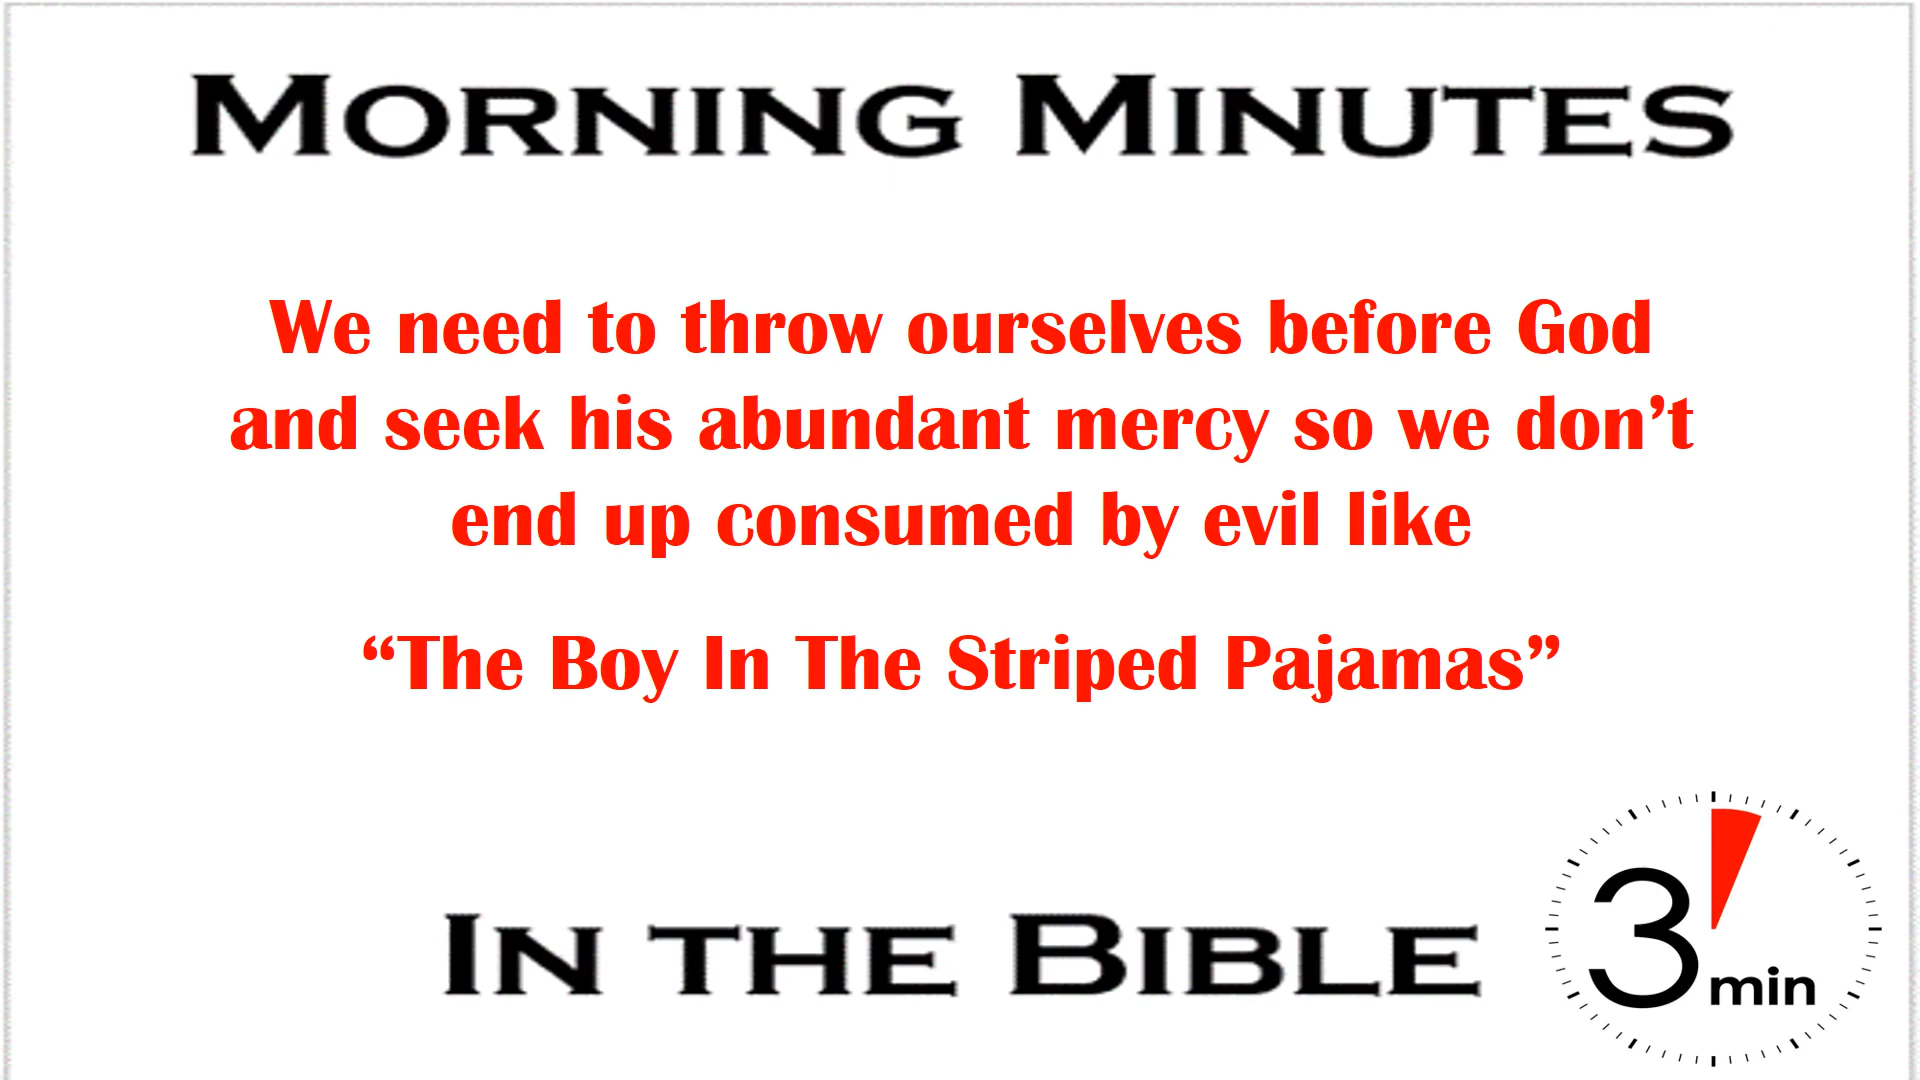 MORNING MINUTES
We need to throw ourselves before God
and seek his abundant mercy so we don’t
end up consumed by evil like
“The Boy In The Striped Pajamas”
IN THE BIBLE
3 min